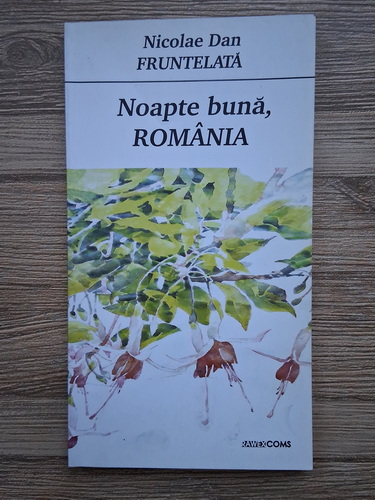 Nicolae Dan
FRUNTELATĂ
Noapte bună,
ROMÂNIA
RAWEXCOMS